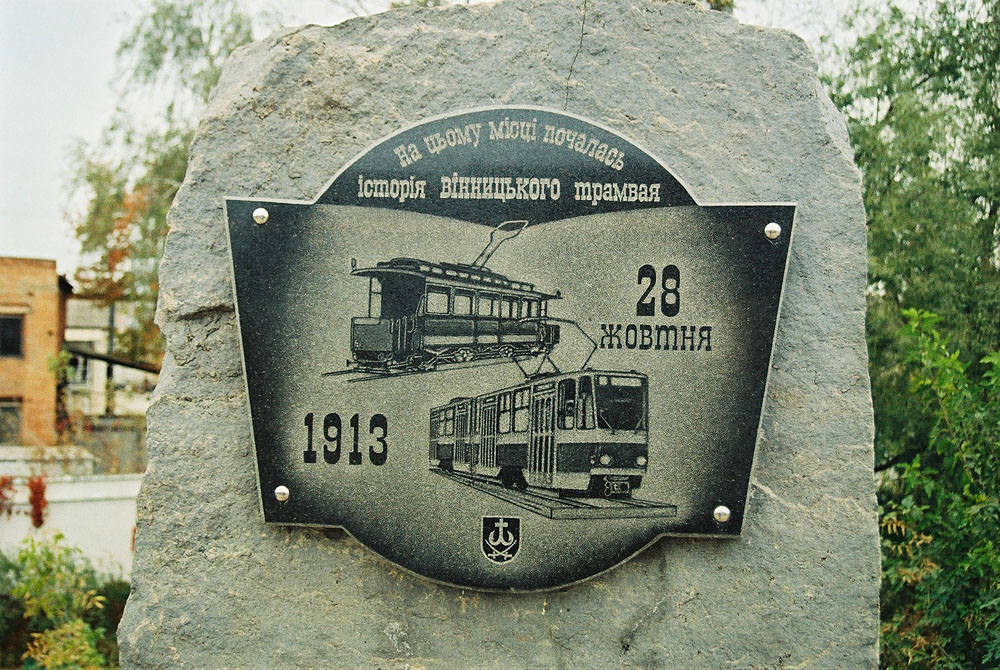 На цьому місці почалась
історія вінницького трамвая
28
жовтня
1913